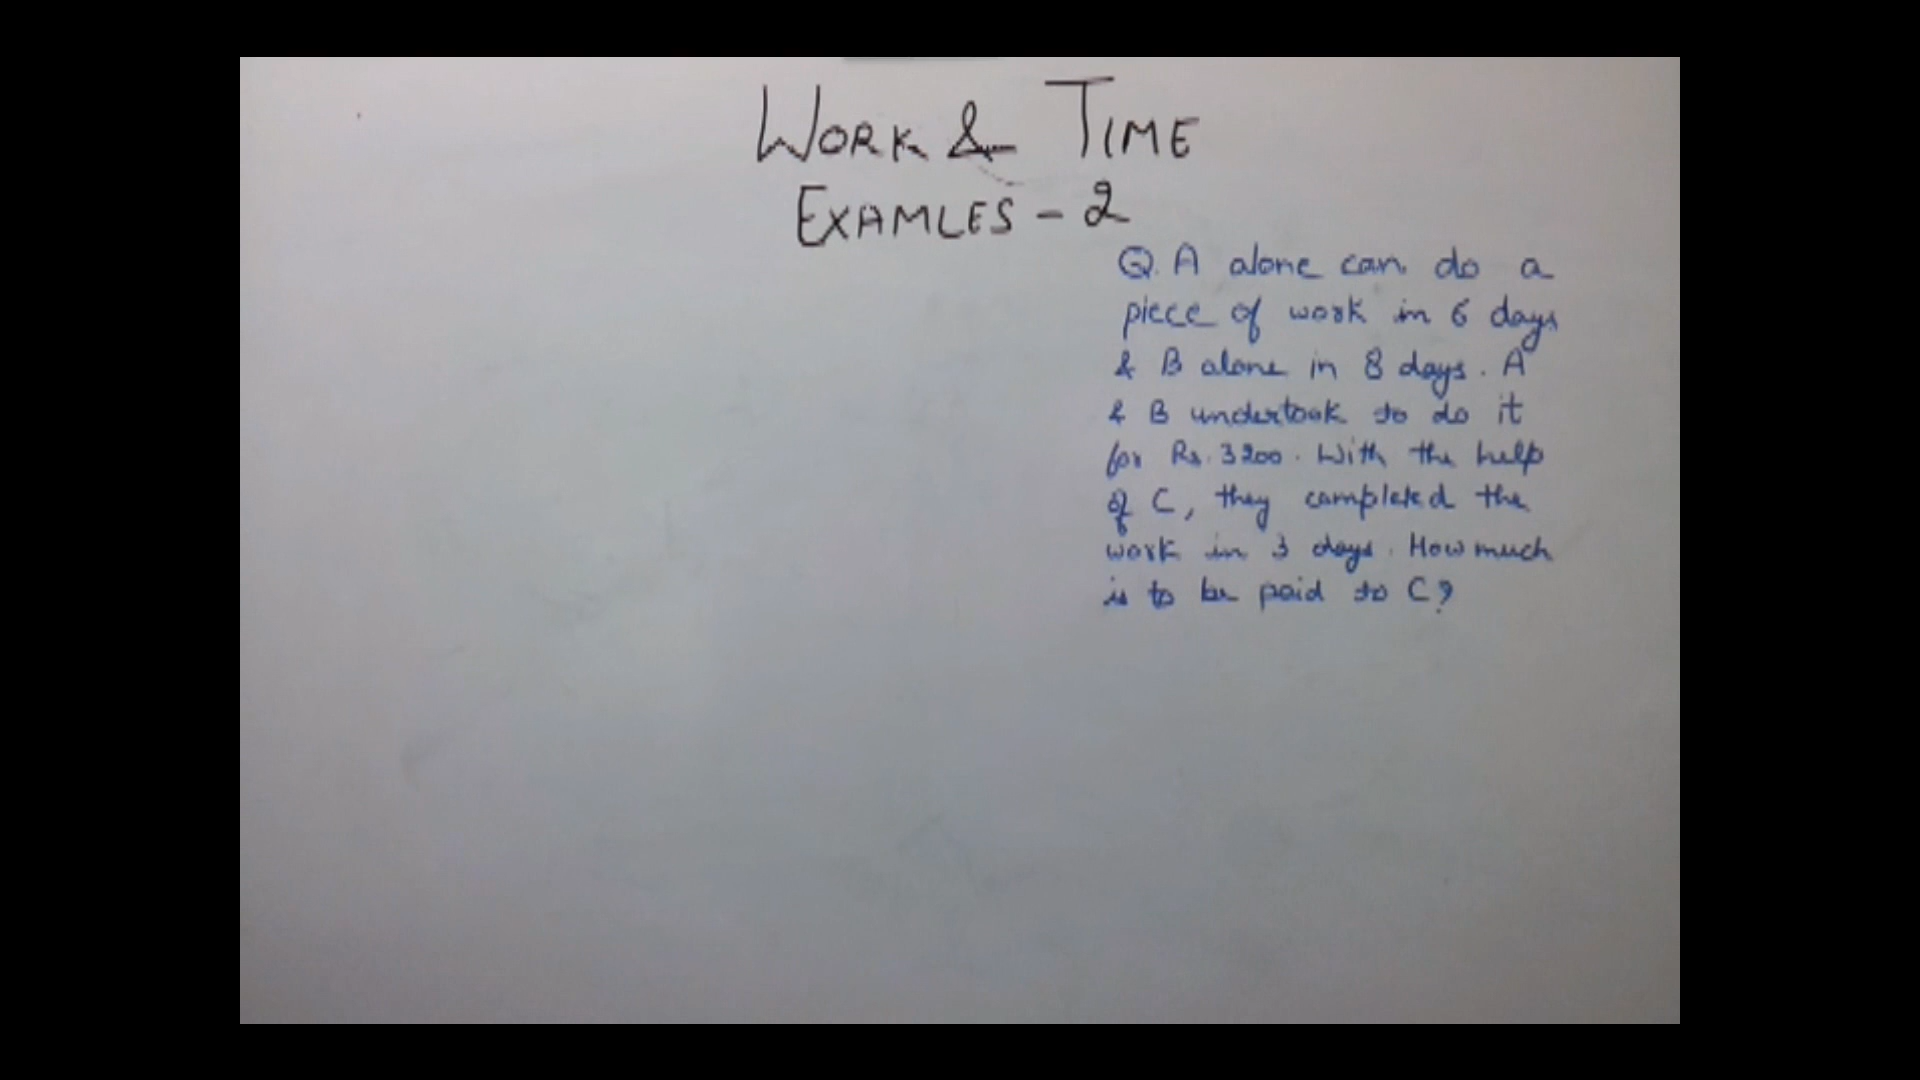 WORK & TIME
EXAMLES - 2
Q. A alone can do a
piece of work in 6 days
& B alone in 8 days. A
& B undertook to do it
for Rs. 3200. With the help
of C, they completed the
work in 3 days. How much
is to be paid to C?